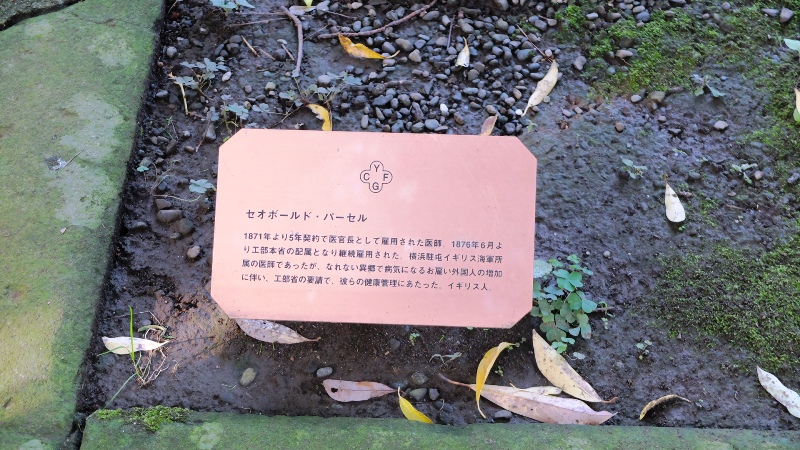 Y
C F
G
セオボールド・パーセル
1871年より5年契約で医官長として雇用された医師。1876年6月よ
り工部本省の配属となり継続雇用された。横浜駐屯イギリス海軍所
属の医師であったが、なれない異郷で病気になるお雇い外国人の増加
に伴い、工部省の要請で、彼らの健康管理にあたった。イギリス人。